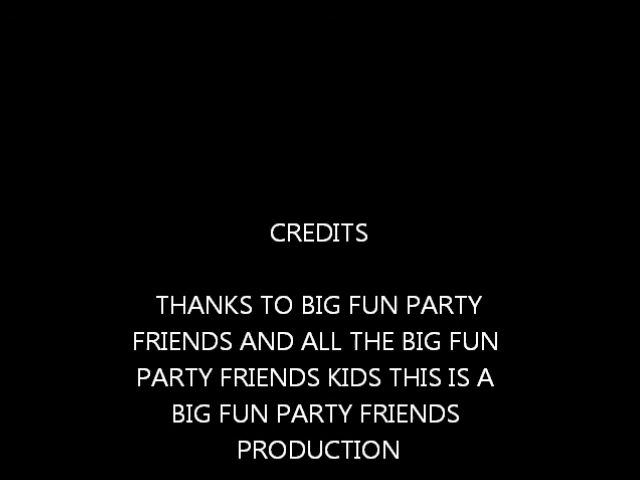 CREDITS
THANKS TO BIG FUN PARTY
FRIENDS AND ALL THE BIG FUN
PARTY FRIENDS KIDS THIS IS A
BIG FUN PARTY FRIENDS
PRODUCTION